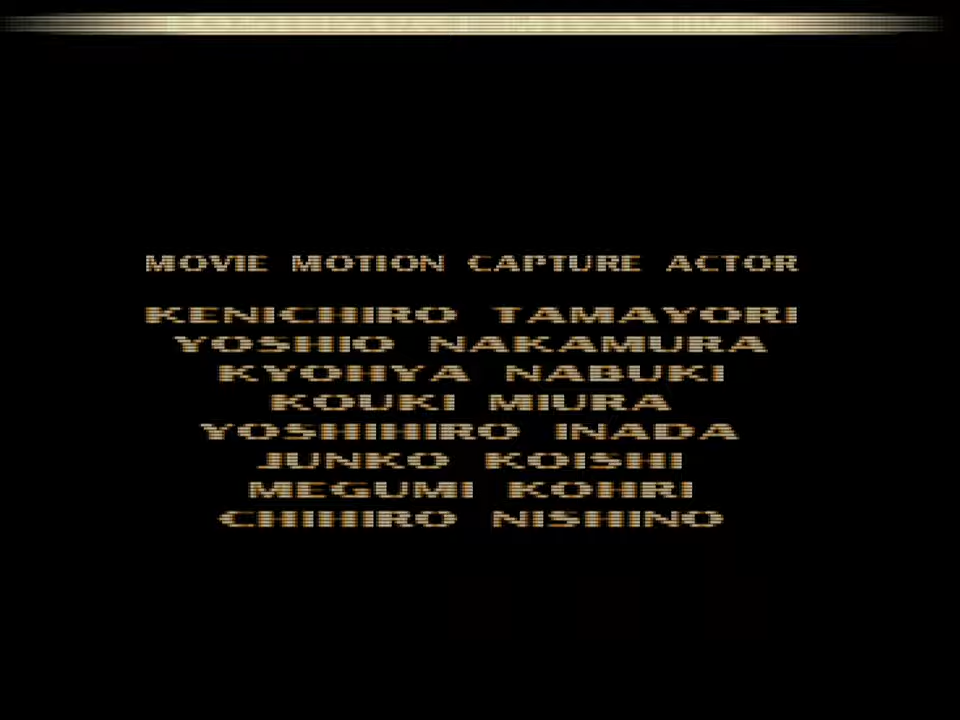 MOVIE MOTION CAPTURE ACTOR
KENICHIRO TAMAYORI
YOSHIO NAKAMURA
KYOHYA NABUKI
KOUKI MIURA
YOSHIHIRO INADA
JUNKO KOISHI
MEGUMI KOHRI
CHIHIRO NISHINO